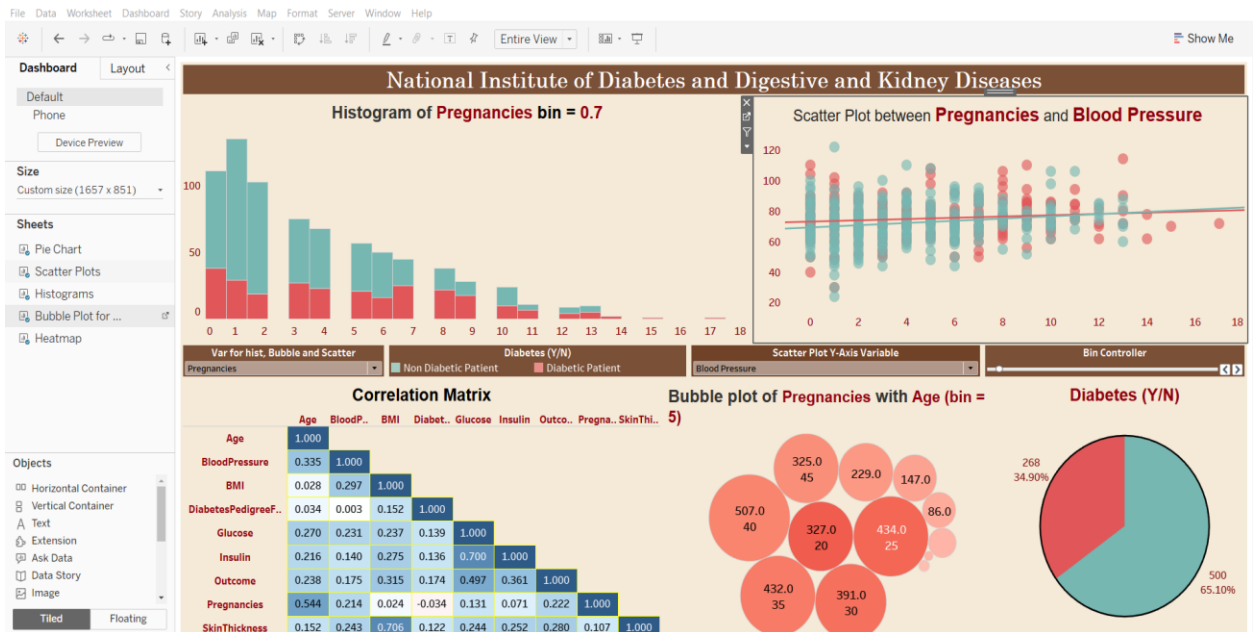 File Data Worksheet Dashboard Story Analysis Map Format Server Window Help
Entire View
Show Me
Dashboard Layout
Default
Phone
Device Preview
Size
Custom size (1657 x 851)
Sheets
Pie Chart
Scatter Plots
Histograms
Bubble Plot for ...
Heatmap
Objects
Horizontal Container
Vertical Container
Text
Extension
Ask Data
Data Story
Image
Tiled Floating
National Institute of Diabetes and Digestive and Kidney Diseases
Histogram of Pregnancies bin = 0.7
100
50
0
0 1 2 3 4 5 6 7 8 9 10 11 12 13 14 15 16 17 18
Scatter Plot between Pregnancies and Blood Pressure
120
100
80
60
40
20
0 2 4 6 8 10 12 14 16 18
Var for hist, Bubble and Scatter
Pregnancies
Diabetes (Y/N)
Non Diabetic Patient Diabetic Patient
Scatter Plot Y-Axis Variable
Blood Pressure
Bin Controller
Correlation Matrix
Age BloodP.. BMI Diabet.. Glucose Insulin Outco.. Pregna.. SkinThi..
Age 1.000
BloodPressure 0.335 1.000
BMI 0.028 0.297 1.000
DiabetesPedigreeF.. 0.034 0.003 0.152 1.000
Glucose 0.270 0.231 0.237 0.139 1.000
Insulin 0.216 0.140 0.275 0.136 0.700 1.000
Outcome 0.238 0.175 0.315 0.174 0.497 0.361 1.000
Pregnancies 0.544 0.214 0.024 -0.034 0.131 0.071 0.222 1.000
SkinThickness 0.152 0.243 0.706 0.122 0.244 0.252 0.280 0.107 1.000
Bubble plot of Pregnancies with Age (bin =
5)
325.0
45
229.0
147.0
507.0
40
327.0
20
434.0
25
86.0
432.0
35
391.0
30
Diabetes (Y/N)
268
34.90%
500
65.10%